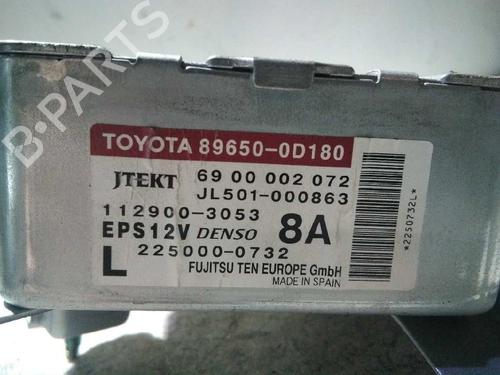 B-PARTS
TOYOTA 89650-0D180
JTEKT 69 00 002 072
JL501-000863
112900-3053
EPS12V DENSO 8A
L 225000-0732
FUJITSU TEN EUROPE GmbH
MADE IN SPAIN
*2250732L*